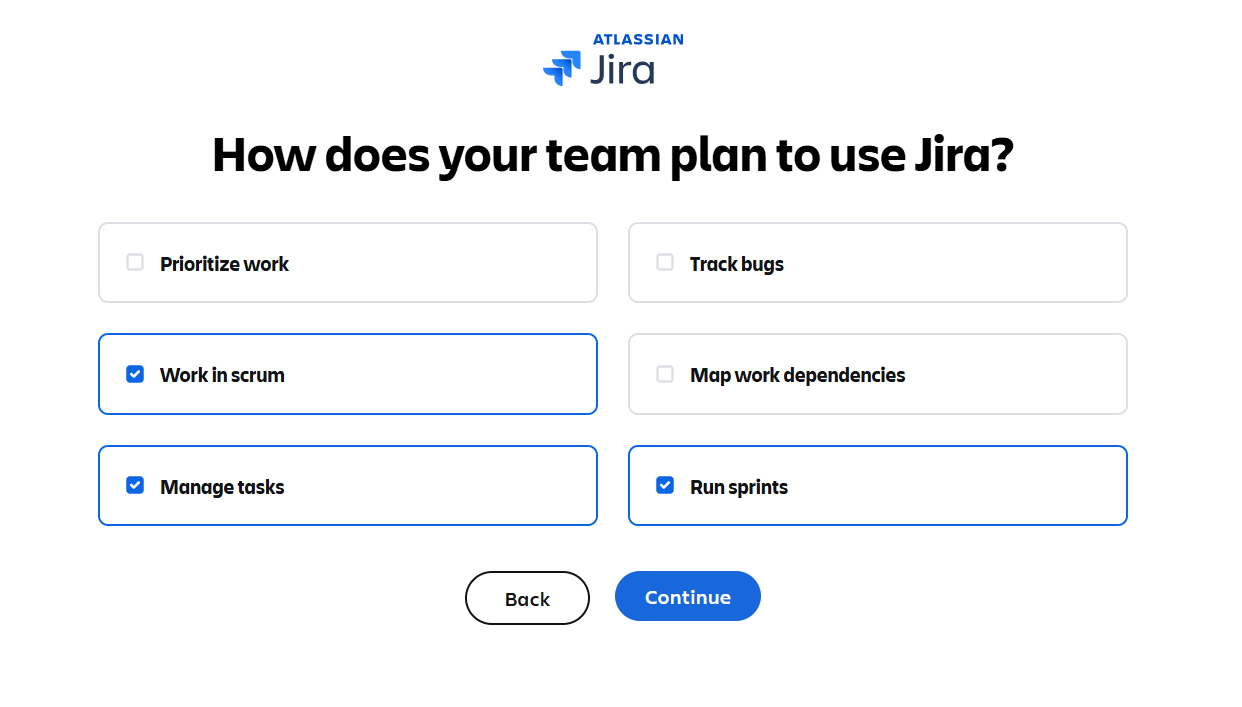 ATLASSIAN
Jira
How does your team plan to use Jira?
Prioritize work
Track bugs
Work in scrum
Map work dependencies
Manage tasks
Run sprints
Back
Continue